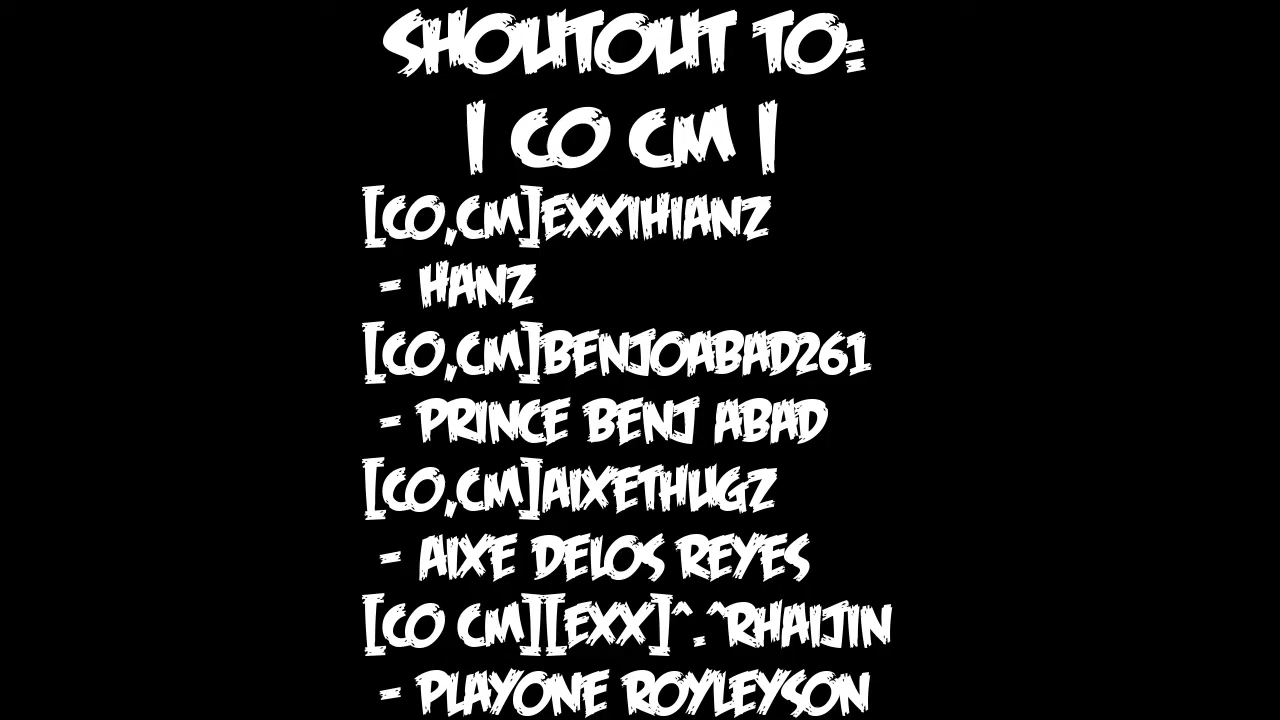 SHOUTOUT TO:
| CO CM |
[CO,CM]EXXIHIANZ
- HANZ
[CO,CM]BENJOABAD261
- PRINCE BENJ ABAD
[CO,CM]AIXETHUGZ
- AIXE DELOS REYES
[CO CM][EXX]^.^RHAIJIN
- PLAYONE ROYLEYSON